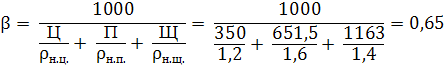 β = 1000 / (Ц/ρн.ц. + П/ρн.п. + Щ/ρн.щ.) = 1000 / (350/1,2 + 651,5/1,6 + 1163/1,4) = 0,65